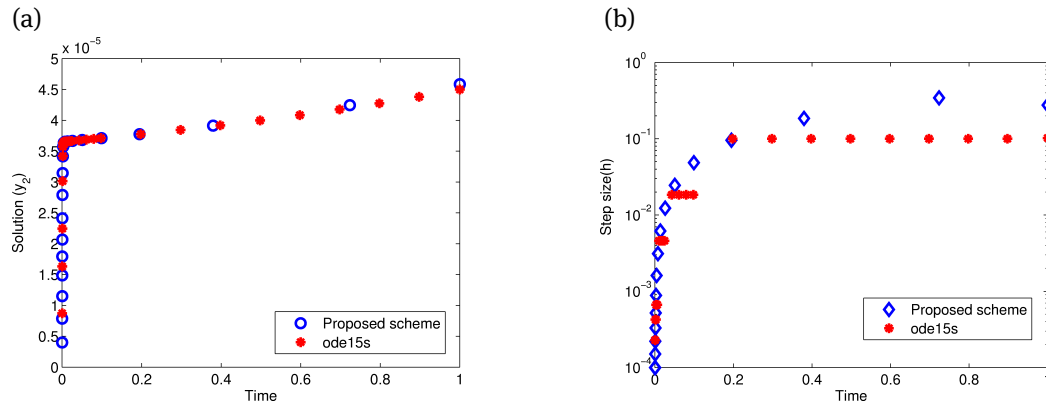 (a)
× 10⁻⁵
5
4.5
4
3.5
3
2.5
2
1.5
1
0.5
0
0 0.2 0.4 0.6 0.8 1
Time
Solution (y₂)
Proposed scheme
ode15s
(b)
10⁰
10⁻¹
10⁻²
10⁻³
10⁻⁴
0 0.2 0.4 0.6 0.8 1
Time
Step size(h)
Proposed scheme
ode15s